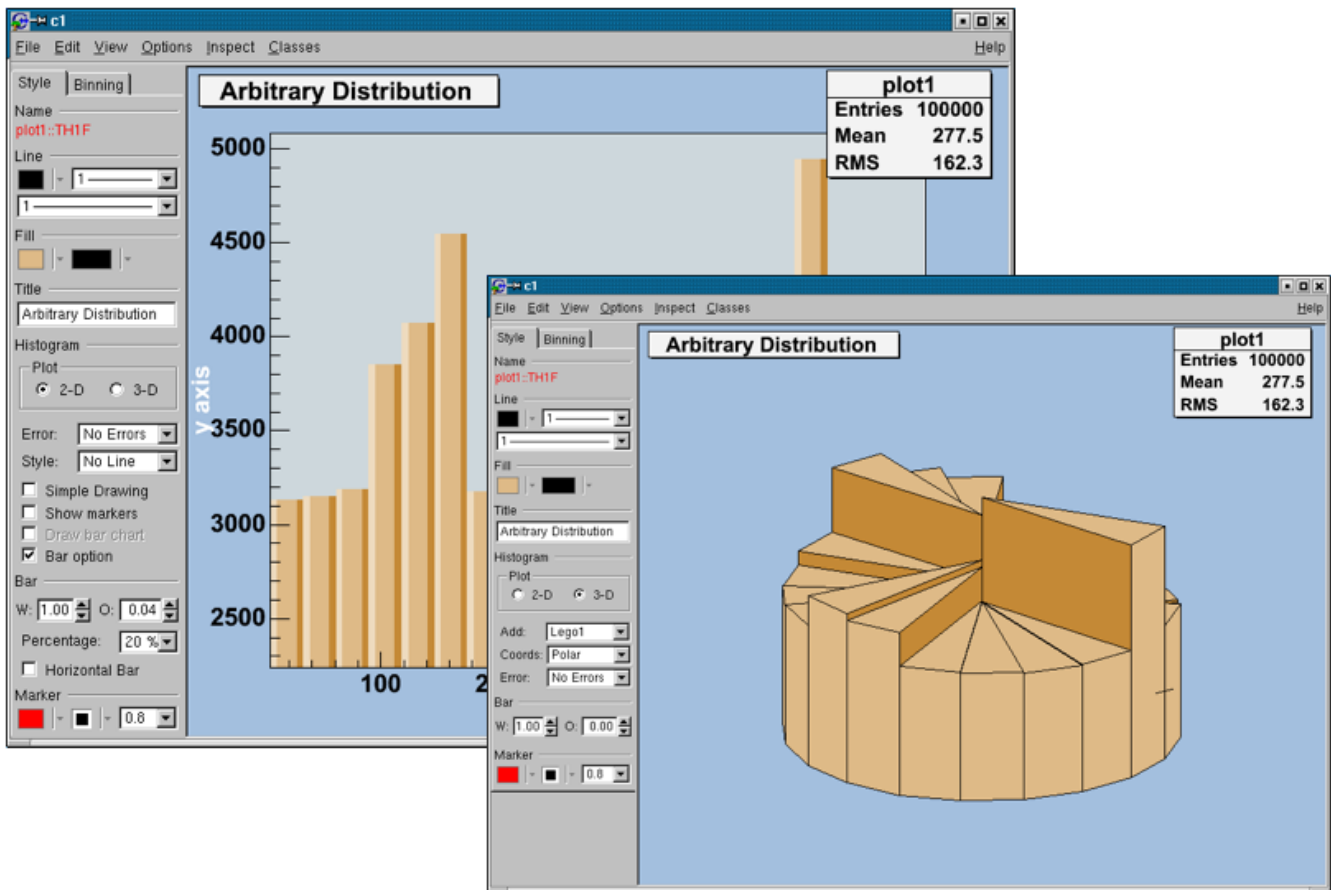 c1
File Edit View Options Inspect Classes Help
Style Binning
Name
plot1::TH1F
Line
1
1
Fill
Title
Arbitrary Distribution
Histogram
Plot
2-D 3-D
Error: No Errors
Style: No Line
Simple Drawing
Show markers
Draw bar chart
Bar option
Bar
W: 1.00 O: 0.04
Percentage: 20 %
Horizontal Bar
Marker
0.8
Arbitrary Distribution
plot1
Entries 100000
Mean 277.5
RMS 162.3
5000
4500
4000
3500
3000
2500
y axis
100 2
c1
File Edit View Options Inspect Classes Help
Style Binning
Name
plot1::TH1F
Line
1
1
Fill
Title
Arbitrary Distribution
Histogram
Plot
2-D 3-D
Add: Lego1
Coords: Polar
Error: No Errors
Bar
W: 1.00 O: 0.00
Marker
0.8
Arbitrary Distribution
plot1
Entries 100000
Mean 277.5
RMS 162.3